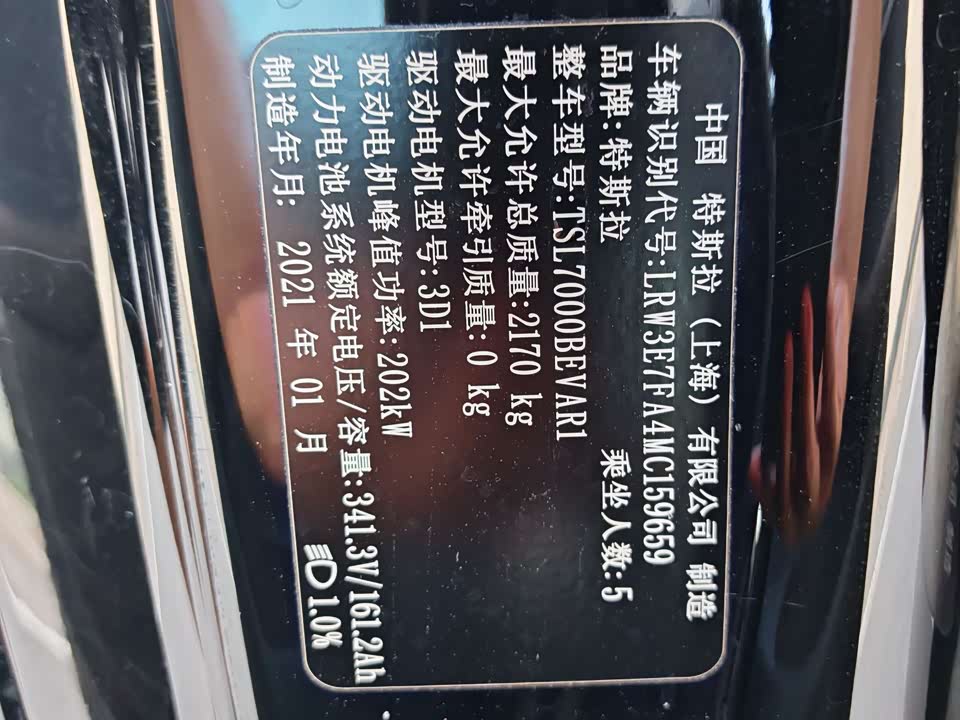 中国 特斯拉(上海)有限公司 制造
车辆识别代号:LRW3E7FA4MC159659
品牌:特斯拉 乘坐人数:5
整车型号:TSL7000BEVAR1
最大允许总质量:2170 kg
最大允许牵引质量:0 kg
驱动电机型号:3D1
驱动电机峰值功率:202kW
动力电池系统额定电压/容量:341.3V/161.2Ah
制造年月: 2021 年 01 月 1.0%